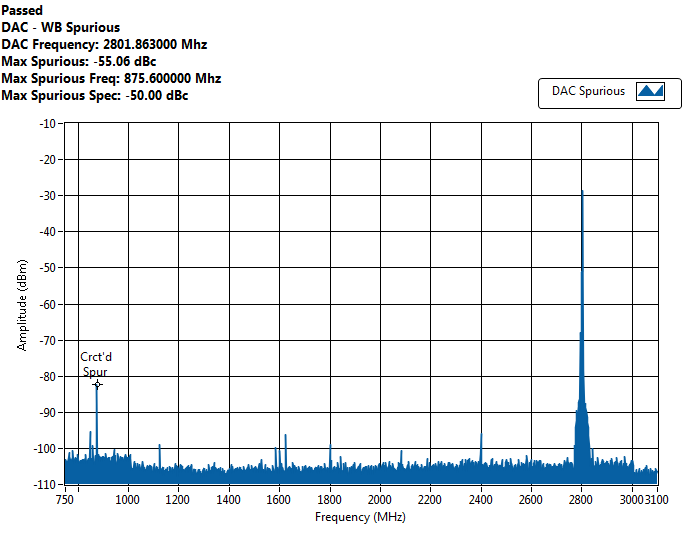 Passed
DAC - WB Spurious
DAC Frequency: 2801.863000 Mhz
Max Spurious: -55.06 dBc
Max Spurious Freq: 875.600000 Mhz
Max Spurious Spec: -50.00 dBc
DAC Spurious
-10
-20
-30
-40
-50
-60
-70
-80
-90
-100
-110
Amplitude (dBm)
Crct'd
Spur
750 1000 1200 1400 1600 1800 2000 2200 2400 2600 2800 3000 3100
Frequency (MHz)